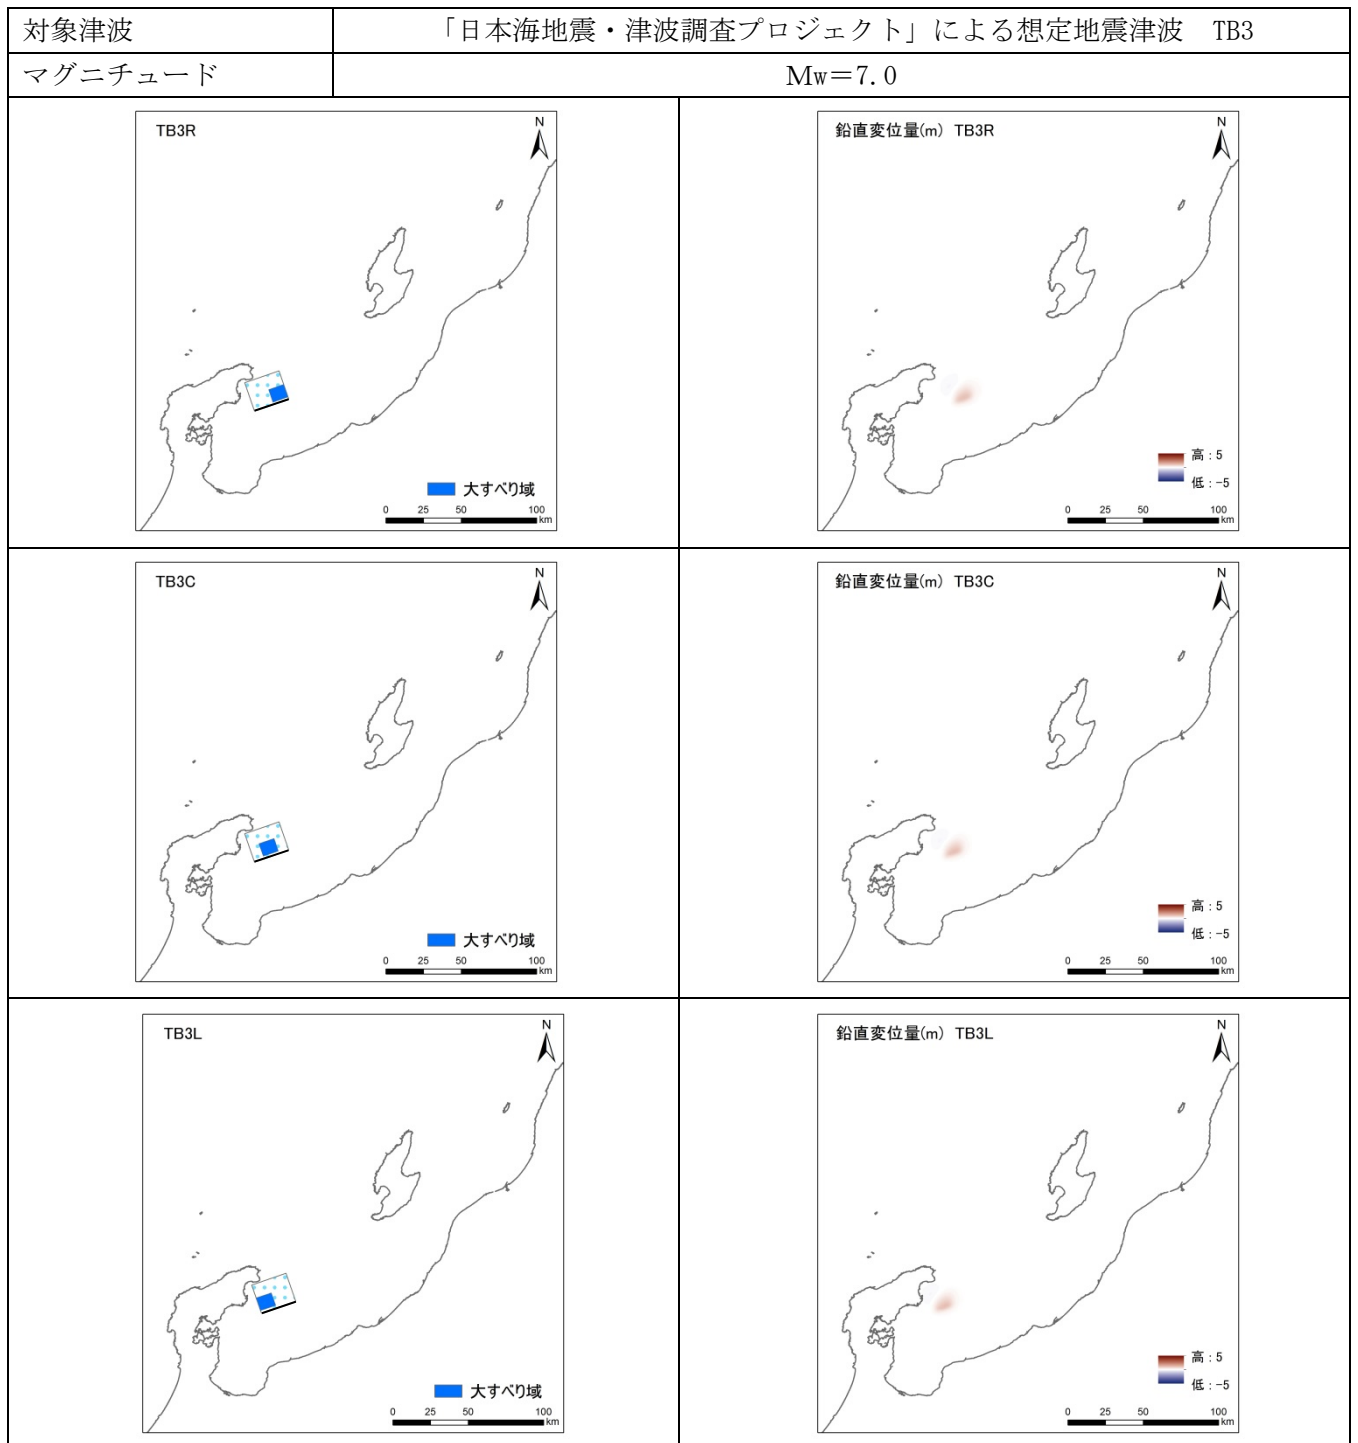 対象津波 「日本海地震・津波調査プロジェクト」による想定地震津波　TB3
マグニチュード Mw＝7.0
TB3R
N
大すべり域
0 25 50 100
km
鉛直変位量(m) TB3R
N
高 : 5
低 : -5
0 25 50 100
km
TB3C
N
大すべり域
0 25 50 100
km
鉛直変位量(m) TB3C
N
高 : 5
低 : -5
0 25 50 100
km
TB3L
N
大すべり域
0 25 50 100
km
鉛直変位量(m) TB3L
N
高 : 5
低 : -5
0 25 50 100
km